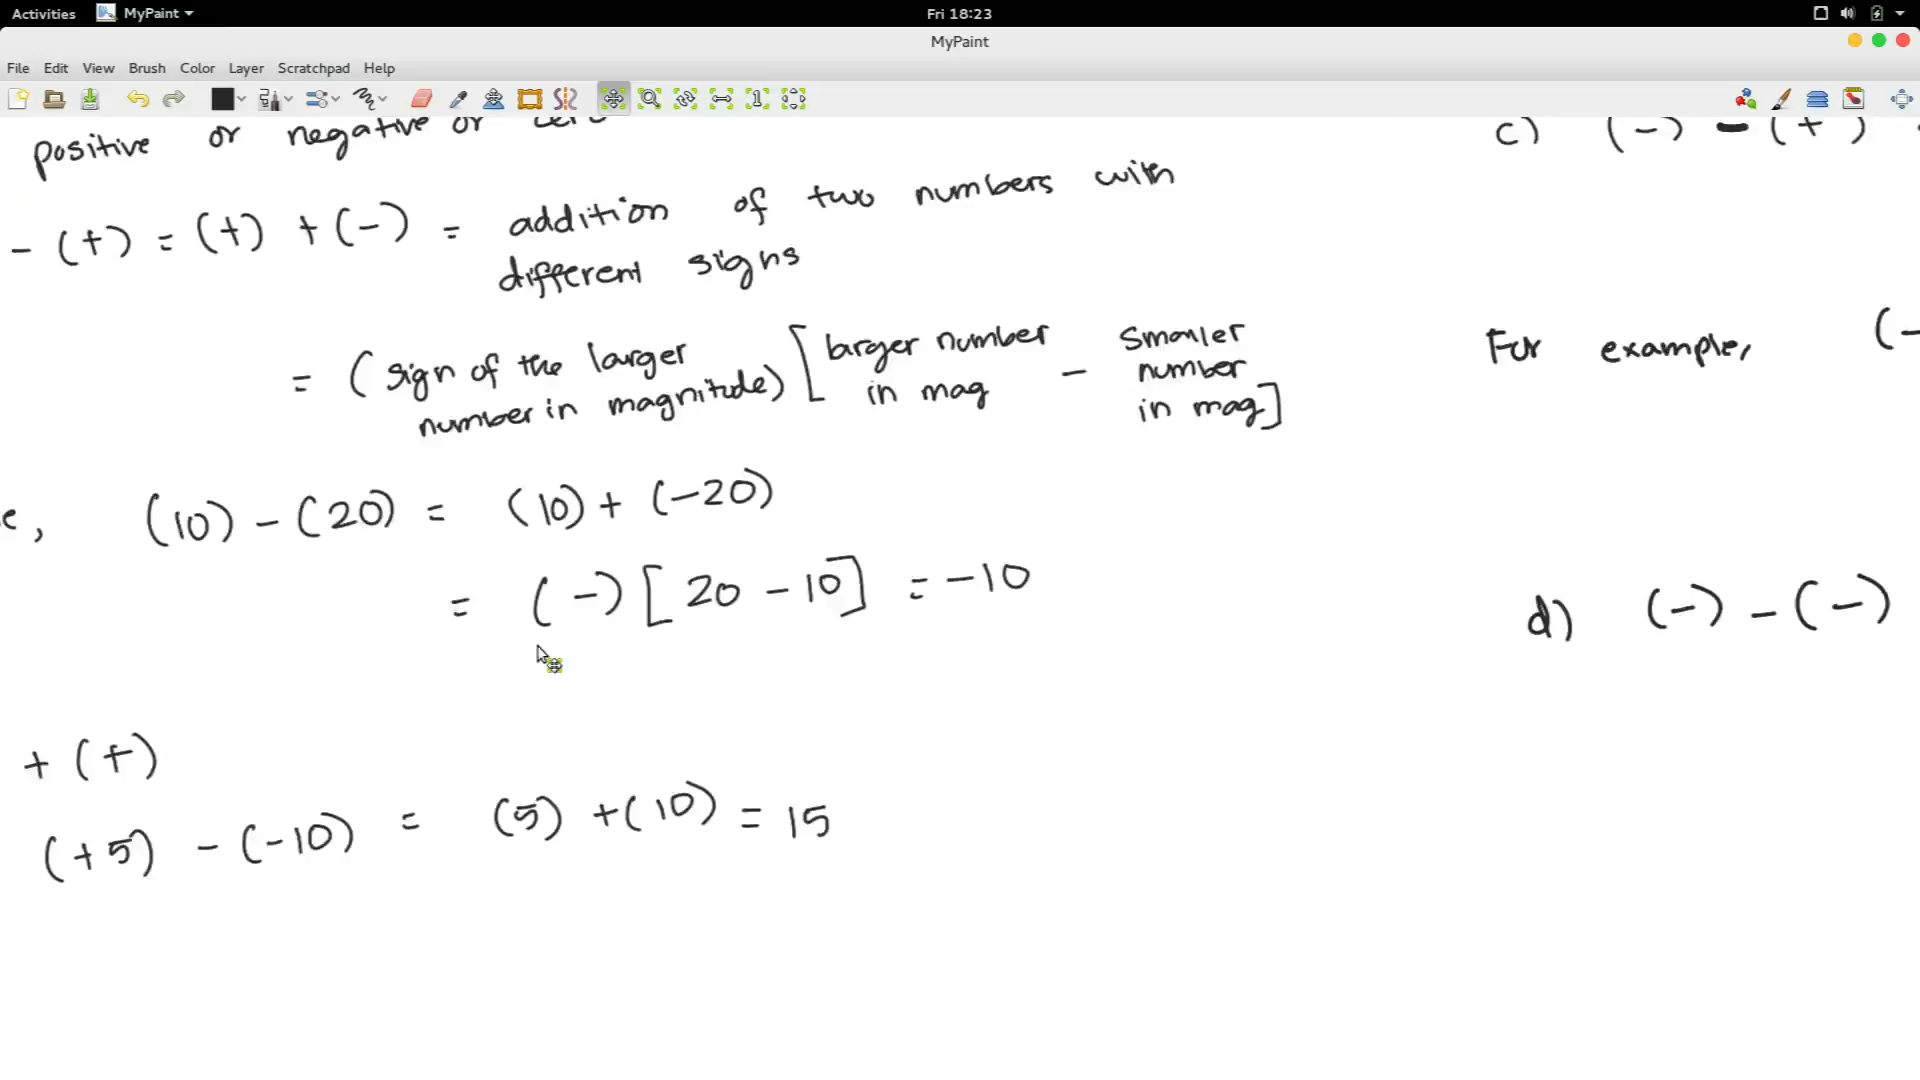 Activities MyPaint Fri 18:23
MyPaint
File Edit View Brush Color Layer Scratchpad Help
positive or negative or zero
- (+) = (+) + (-) = addition of two numbers with
different signs
= (sign of the larger
number in magnitude) [larger number
in mag - smaller
number
in mag]
e, (10) - (20) = (10) + (-20)
= (-) [20 - 10] = -10
+ (+)
(+5) - (-10) = (5) + (10) = 15
c) (-) - (+)
For example, (-
d) (-) - (-)